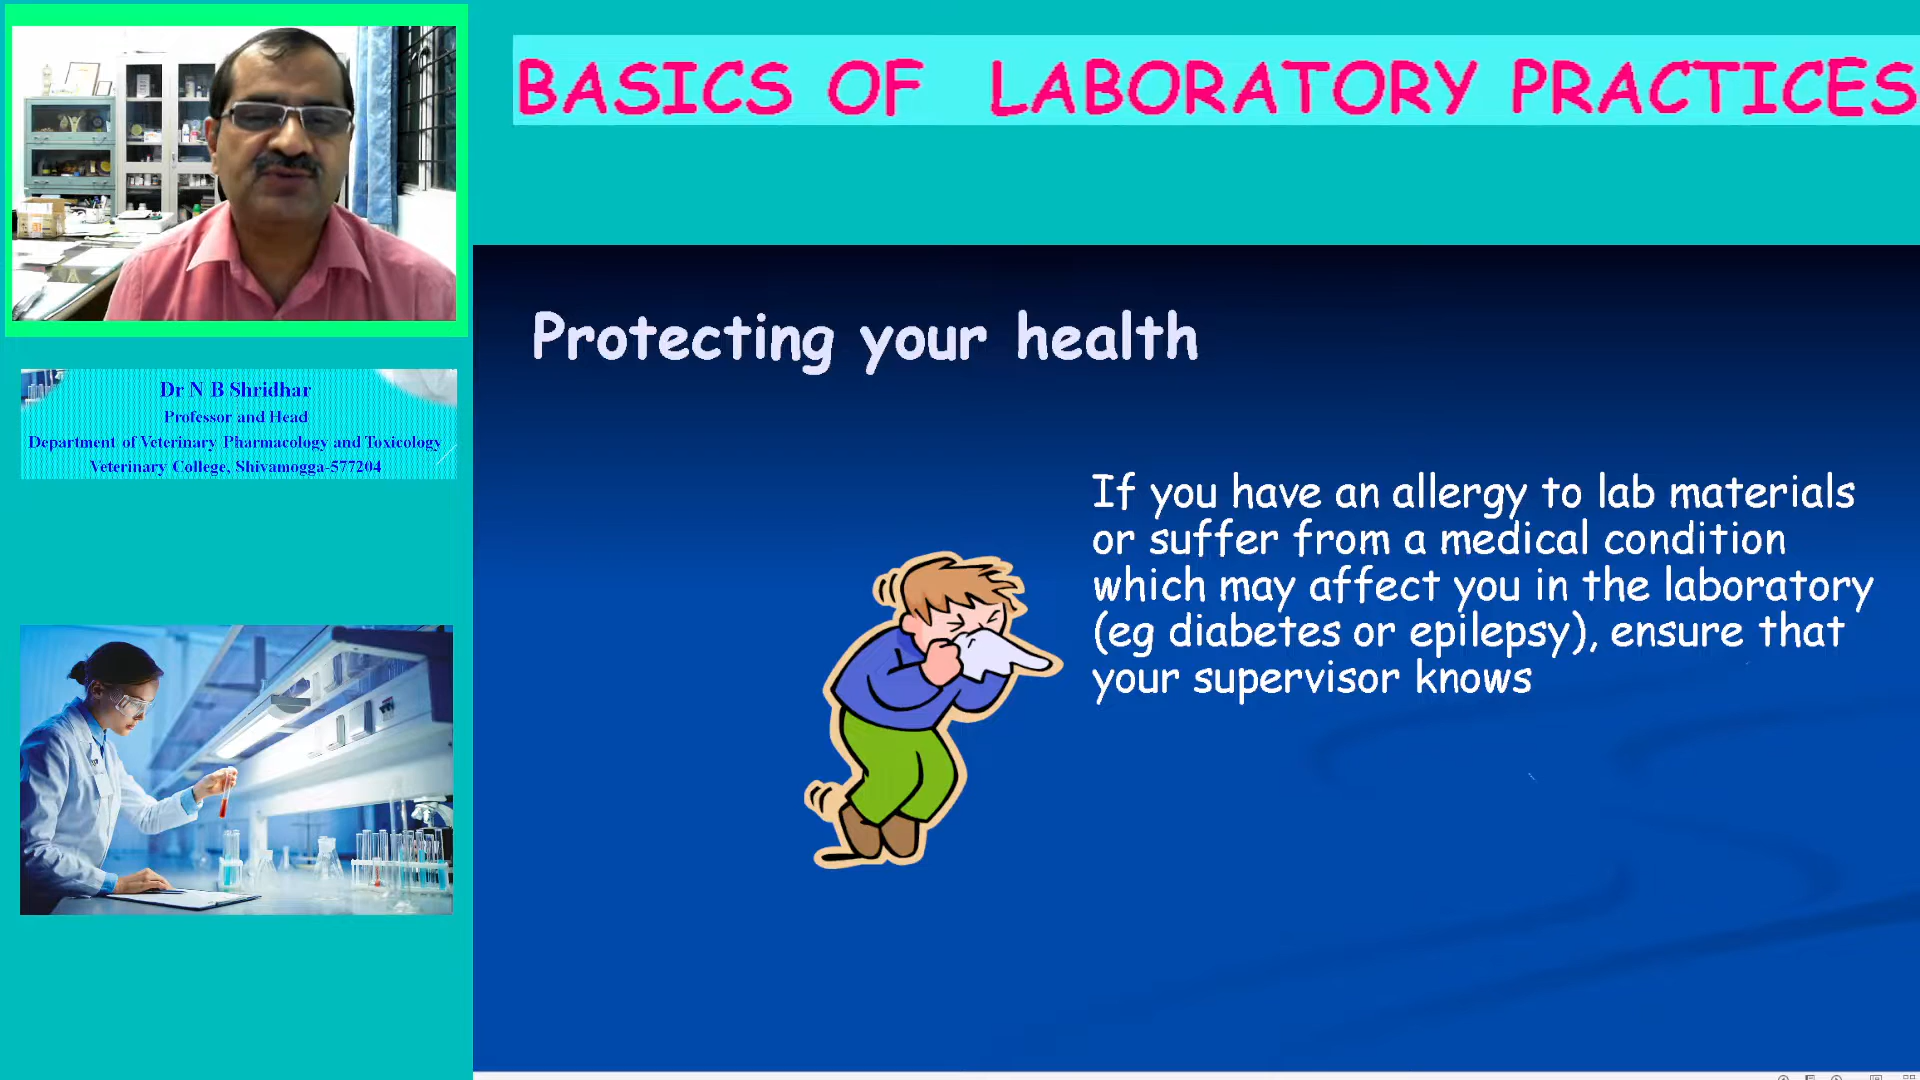 BASICS OF LABORATORY PRACTICES
Dr N B Shridhar
Professor and Head
Department of Veterinary Pharmacology and Toxicology
Veterinary College, Shivamogga-577204
Protecting your health
If you have an allergy to lab materials
or suffer from a medical condition
which may affect you in the laboratory
(eg diabetes or epilepsy), ensure that
your supervisor knows